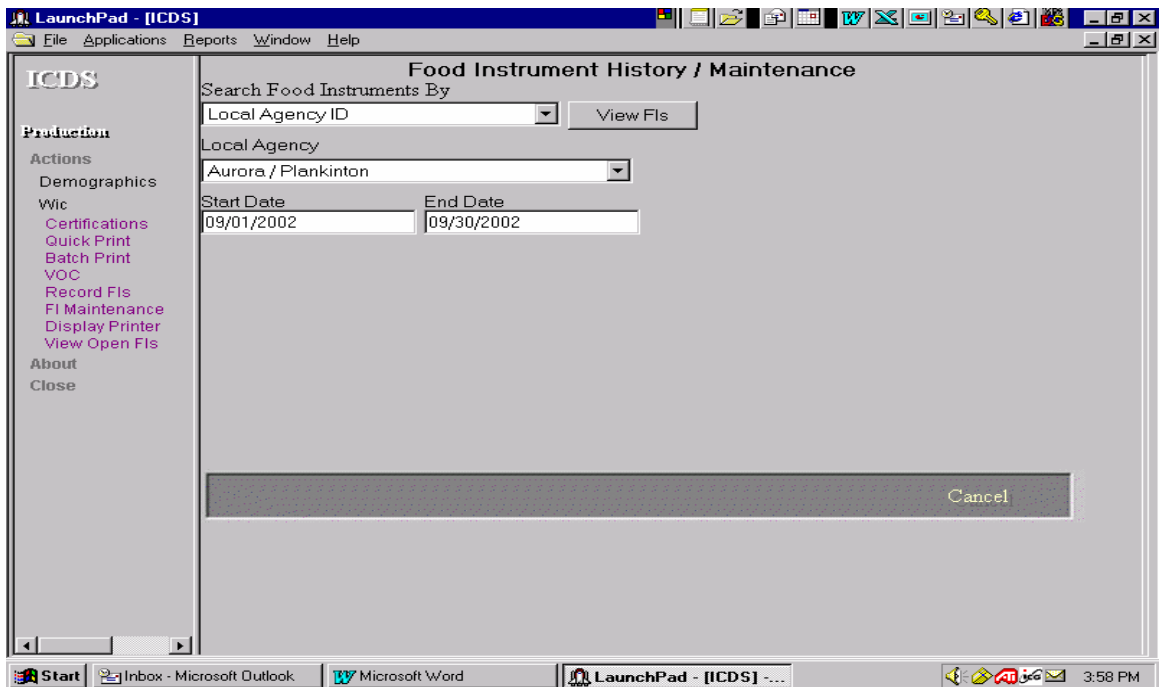 LaunchPad - [ICDS]
File Applications Reports Window Help
ICDS
Production
Actions
Demographics
Wic
Certifications
Quick Print
Batch Print
VOC
Record FIs
FI Maintenance
Display Printer
View Open FIs
About
Close
Food Instrument History / Maintenance
Search Food Instruments By
Local Agency ID
View FIs
Local Agency
Aurora / Plankinton
Start Date End Date
09/01/2002 09/30/2002
Cancel
Start Inbox - Microsoft Outlook Microsoft Word LaunchPad - [ICDS] -... 3:58 PM